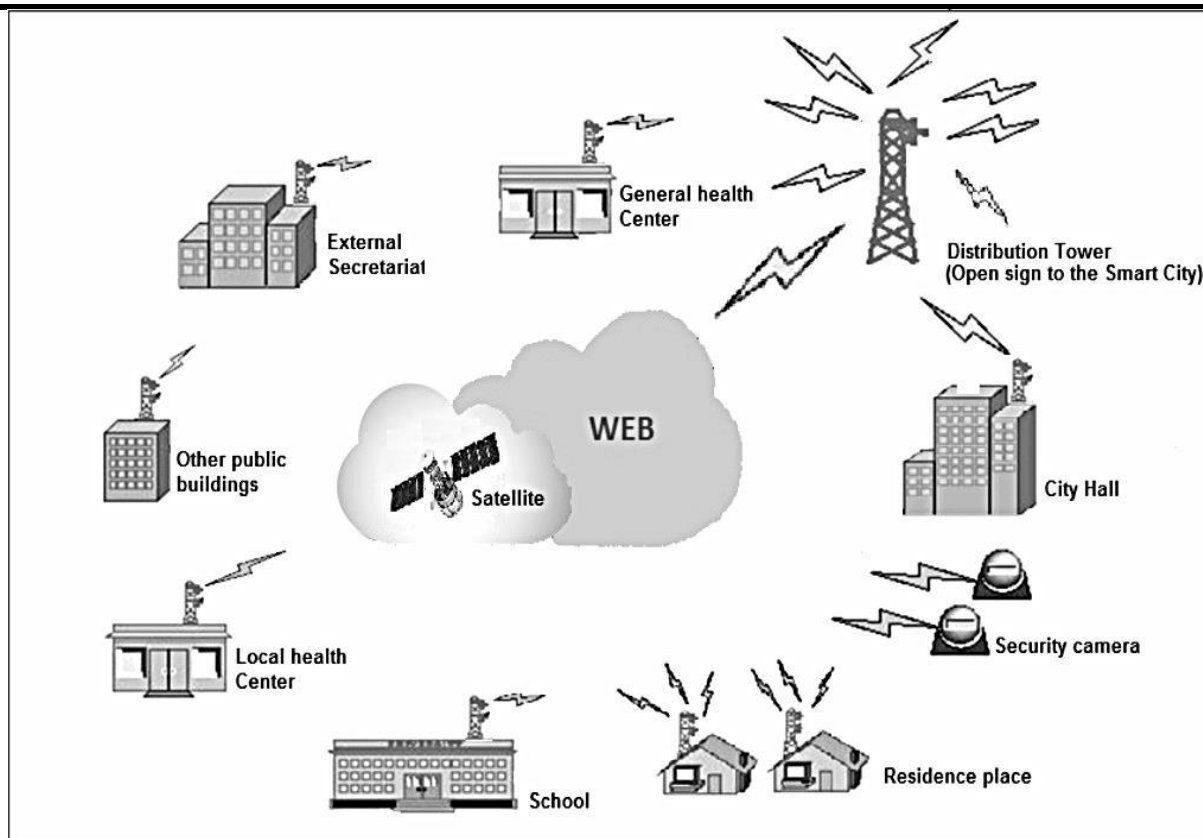 General health
Center
External
Secretariat
Distribution Tower
(Open sign to the Smart City)
WEB
Satellite
Other public
buildings
City Hall
Local health
Center
Security camera
UNIVERSITY
School
Residence place